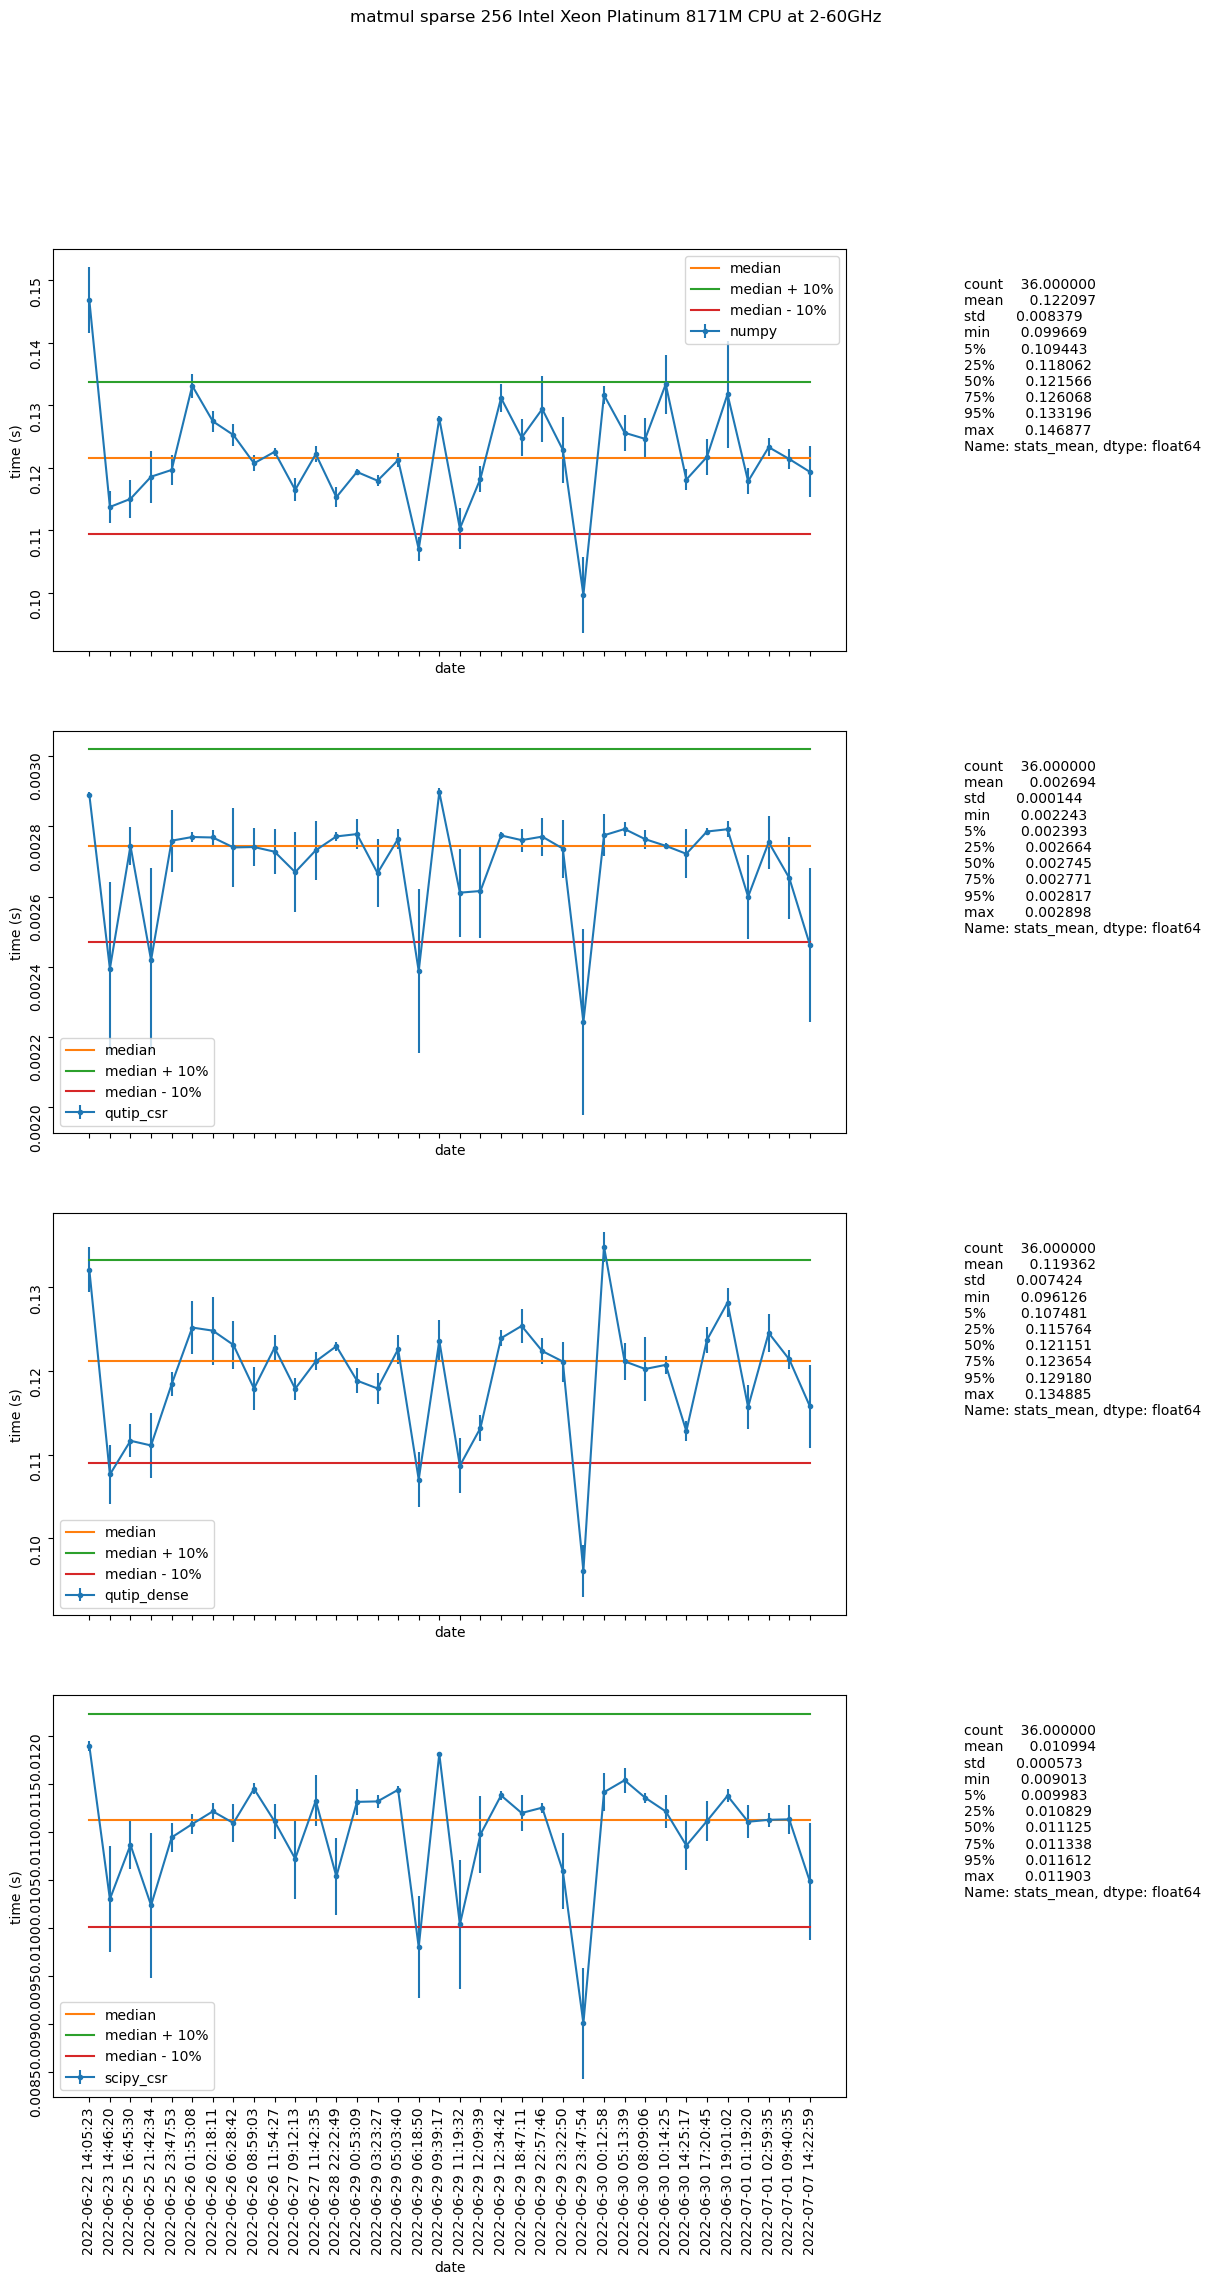 matmul sparse 256 Intel Xeon Platinum 8171M CPU at 2-60GHz
0.15
0.14
0.13
0.12
0.11
0.10
time (s)
median
median + 10%
median - 10%
numpy
date
count 36.000000
mean 0.122097
std 0.008379
min 0.099669
5% 0.109443
25% 0.118062
50% 0.121566
75% 0.126068
95% 0.133196
max 0.146877
Name: stats_mean, dtype: float64
0.0030
0.0028
0.0026
0.0024
0.0022
0.0020
time (s)
median
median + 10%
median - 10%
qutip_csr
date
count 36.000000
mean 0.002694
std 0.000144
min 0.002243
5% 0.002393
25% 0.002664
50% 0.002745
75% 0.002771
95% 0.002817
max 0.002898
Name: stats_mean, dtype: float64
0.13
0.12
0.11
0.10
time (s)
median
median + 10%
median - 10%
qutip_dense
date
count 36.000000
mean 0.119362
std 0.007424
min 0.096126
5% 0.107481
25% 0.115764
50% 0.121151
75% 0.123654
95% 0.129180
max 0.134885
Name: stats_mean, dtype: float64
0.0120
0.0115
0.0110
0.0105
0.0100
0.0095
0.0090
0.0085
time (s)
median
median + 10%
median - 10%
scipy_csr
2022-06-22 14:05:23
2022-06-23 14:46:20
2022-06-25 16:45:30
2022-06-25 21:42:34
2022-06-25 23:47:53
2022-06-26 01:53:08
2022-06-26 02:18:11
2022-06-26 06:28:42
2022-06-26 08:59:03
2022-06-26 11:54:27
2022-06-27 09:12:13
2022-06-27 11:42:35
2022-06-28 22:22:49
2022-06-29 00:53:09
2022-06-29 03:23:27
2022-06-29 05:03:40
2022-06-29 06:18:50
2022-06-29 09:39:17
2022-06-29 11:19:32
2022-06-29 12:09:39
2022-06-29 12:34:42
2022-06-29 18:47:11
2022-06-29 22:57:46
2022-06-29 23:22:50
2022-06-29 23:47:54
2022-06-30 00:12:58
2022-06-30 05:13:39
2022-06-30 08:09:06
2022-06-30 10:14:25
2022-06-30 14:25:17
2022-06-30 17:20:45
2022-06-30 19:01:02
2022-07-01 01:19:20
2022-07-01 02:59:35
2022-07-01 09:40:35
2022-07-07 14:22:59
date
count 36.000000
mean 0.010994
std 0.000573
min 0.009013
5% 0.009983
25% 0.010829
50% 0.011125
75% 0.011338
95% 0.011612
max 0.011903
Name: stats_mean, dtype: float64